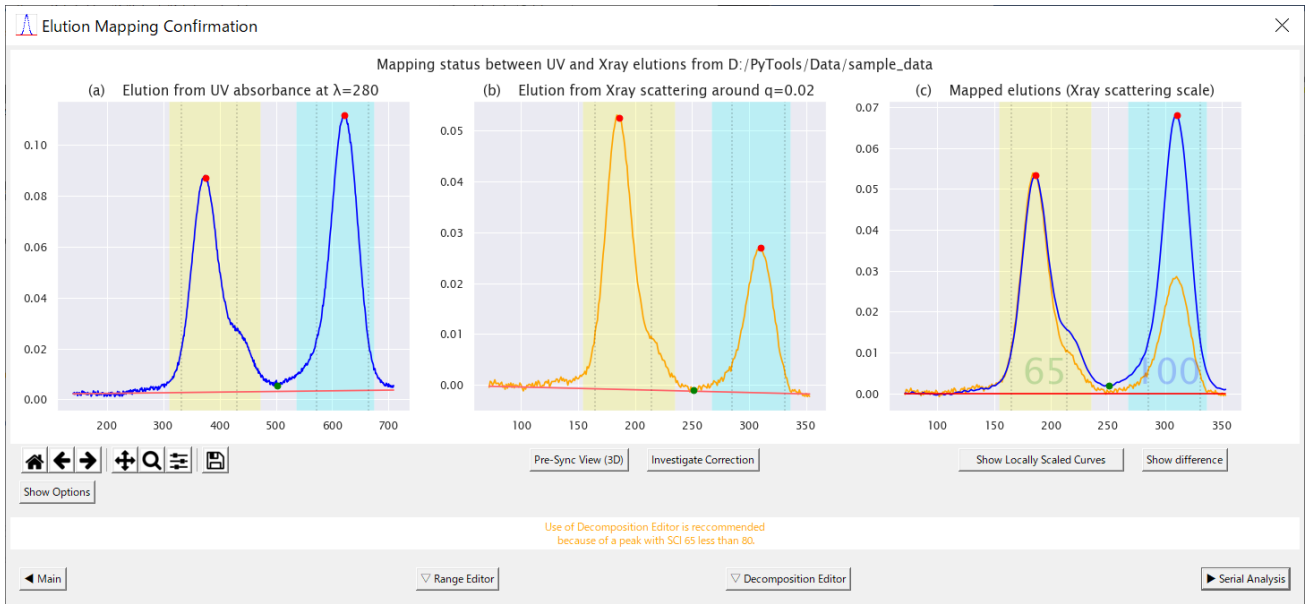 Elution Mapping Confirmation
Mapping status between UV and Xray elutions from D:/PyTools/Data/sample_data
(a) Elution from UV absorbance at λ=280
0.10
0.08
0.06
0.04
0.02
0.00
200 300 400 500 600 700
(b) Elution from Xray scattering around q=0.02
0.05
0.04
0.03
0.02
0.01
0.00
100 150 200 250 300 350
(c) Mapped elutions (Xray scattering scale)
0.07
0.06
0.05
0.04
0.03
0.02
0.01
0.00
65 100
100 150 200 250 300 350
Pre-Sync View (3D) Investigate Correction Show Locally Scaled Curves Show difference
Show Options
Use of Decomposition Editor is reccommended
because of a peak with SCI 65 less than 80.
◀ Main ▽ Range Editor ▽ Decomposition Editor ▶ Serial Analysis